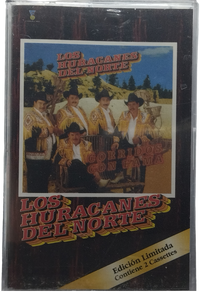 LOS
HURACANES
DEL NORTE
LOS
HURACANES
DEL NORTE
Edición Limitada
Contiene 2 Cassettes